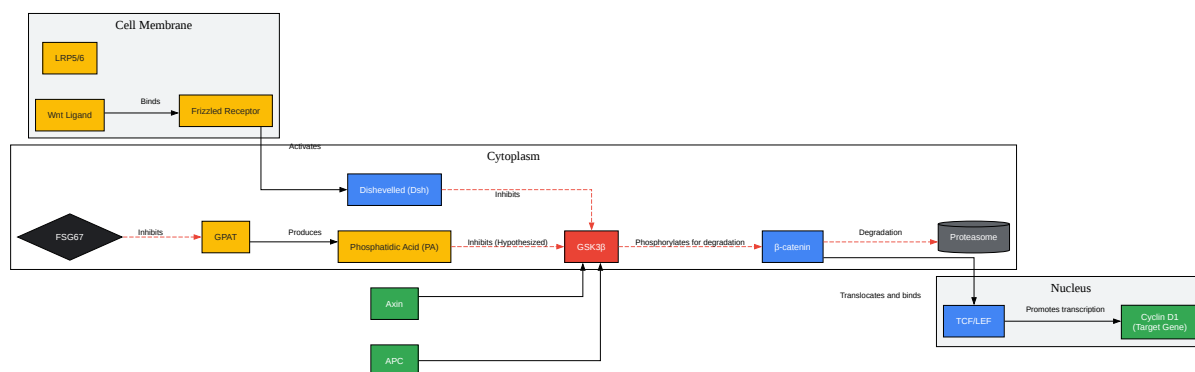 Cell Membrane
LRP5/6
Wnt Ligand
Binds
Frizzled Receptor
Activates
Cytoplasm
Dishevelled (Dsh)
Inhibits
FSG67
Inhibits
GPAT
Produces
Phosphatidic Acid (PA)
Inhibits (Hypothesized)
GSK3β
Phosphorylates for degradation
β-catenin
Degradation
Proteasome
Axin
APC
Translocates and binds
Nucleus
TCF/LEF
Promotes transcription
Cyclin D1
(Target Gene)